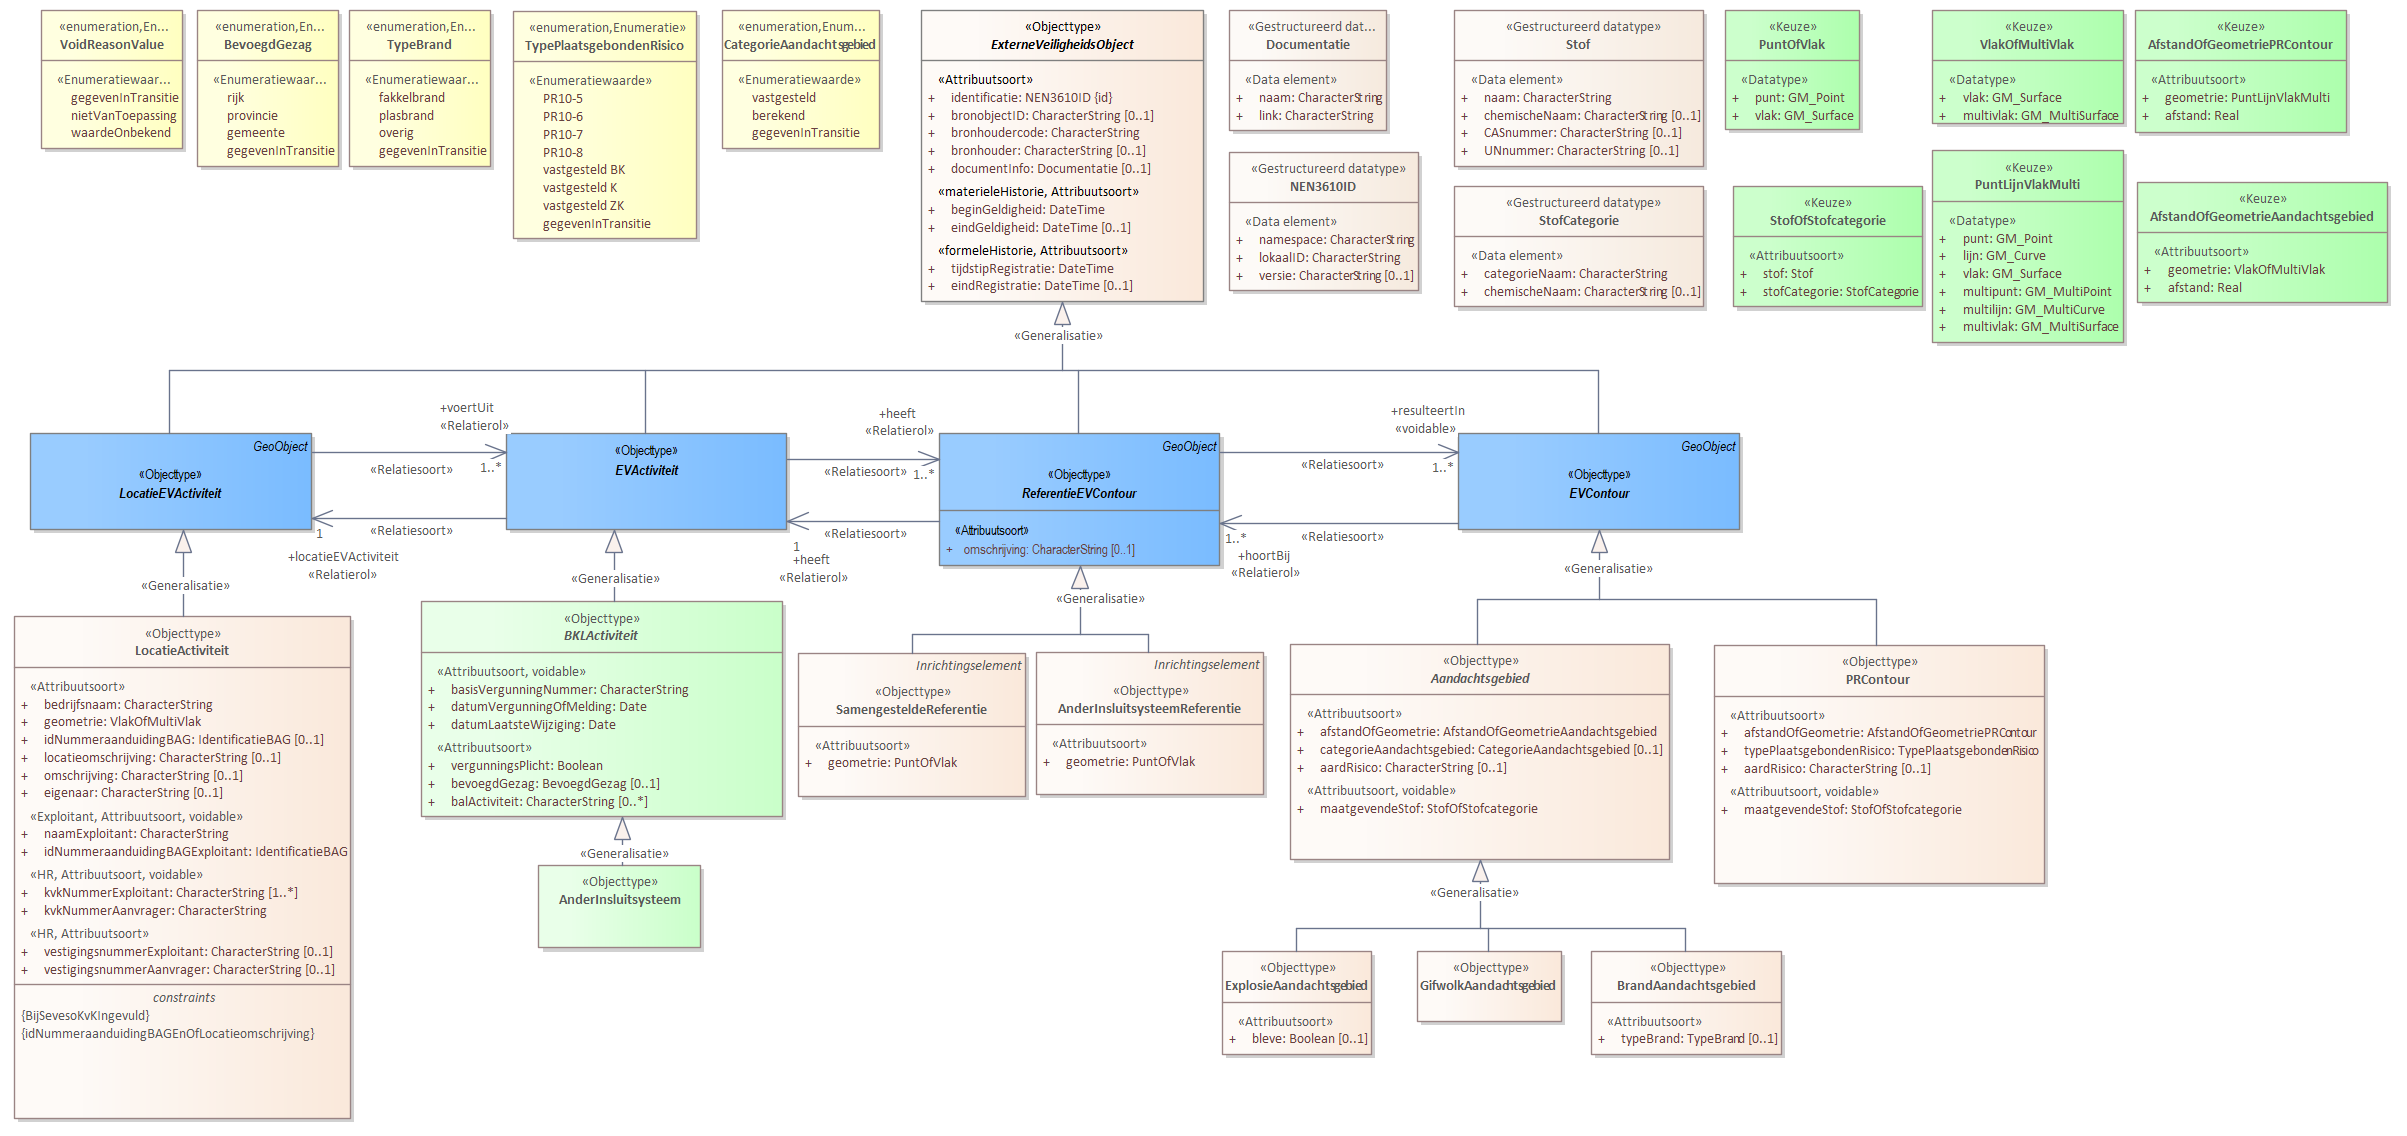 «enumeration,En...
VoidReasonValue
«Enumeratiewaar...
gegevenInTransitie
nietVanToepassing
waardeOnbekend
«enumeration,En...
BevoegdGezag
«Enumeratiewaar...
rijk
provincie
gemeente
gegevenInTransitie
«enumeration,En...
TypeBrand
«Enumeratiewaar...
fakkelbrand
plasbrand
overig
gegevenInTransitie
«enumeration,Enumeratie»
TypePlaatsgebondenRisico
«Enumeratiewaarde»
PR10-5
PR10-6
PR10-7
PR10-8
vastgesteld BK
vastgesteld K
vastgesteld ZK
gegevenInTransitie
«enumeration,Enum...
CategorieAandachtsgebied
«Enumeratiewaarde»
vastgesteld
berekend
gegevenInTransitie
«Objecttype»
ExterneVeiligheidsObject
«Attribuutsoort»
+ identificatie: NEN3610ID {id}
+ bronobjectID: CharacterString [0..1]
+ bronhoudercode: CharacterString
+ bronhouder: CharacterString [0..1]
+ documentInfo: Documentatie [0..1]
«materieleHistorie, Attribuutsoort»
+ beginGeldigheid: DateTime
+ eindGeldigheid: DateTime [0..1]
«formeleHistorie, Attribuutsoort»
+ tijdstipRegistratie: DateTime
+ eindRegistratie: DateTime [0..1]
«Gestructureerd dat...
Documentatie
«Data element»
+ naam: CharacterString
+ link: CharacterString
«Gestructureerd datatype»
NEN3610ID
«Data element»
+ namespace: CharacterString
+ lokaalID: CharacterString
+ versie: CharacterString [0..1]
«Gestructureerd datatype»
Stof
«Data element»
+ naam: CharacterString
+ chemischeNaam: CharacterString [0..1]
+ CASnummer: CharacterString [0..1]
+ UNnummer: CharacterString [0..1]
«Gestructureerd datatype»
StofCategorie
«Data element»
+ categorieNaam: CharacterString
+ chemischeNaam: CharacterString [0..1]
«Keuze»
PuntOfVlak
«Datatype»
+ punt: GM_Point
+ vlak: GM_Surface
«Keuze»
StofOfStofcategorie
«Attribuutsoort»
+ stof: Stof
+ stofCategorie: StofCategorie
«Keuze»
VlakOfMultiVlak
«Datatype»
+ vlak: GM_Surface
+ multivlak: GM_MultiSurface
«Keuze»
PuntLijnVlakMulti
«Datatype»
+ punt: GM_Point
+ lijn: GM_Curve
+ vlak: GM_Surface
+ multipunt: GM_MultiPoint
+ multilijn: GM_MultiCurve
+ multivlak: GM_MultiSurface
«Keuze»
AfstandOfGeometriePRContour
«Attribuutsoort»
+ geometrie: PuntLijnVlakMulti
+ afstand: Real
«Keuze»
AfstandOfGeometrieAandachtsgebied
«Attribuutsoort»
+ geometrie: VlakOfMultiVlak
+ afstand: Real
«Generalisatie»
GeoObject
«Objecttype»
LocatieEVActiviteit
+voertUit
«Relatierol»
1..*
«Relatiesoort»
«Relatiesoort»
1
+locatieEVActiviteit
«Relatierol»
«Objecttype»
EVActiviteit
+heeft
«Relatierol»
«Relatiesoort»
1..*
«Relatiesoort»
1
+heeft
«Relatierol»
GeoObject
«Objecttype»
ReferentieEVContour
«Attribuutsoort»
+ omschrijving: CharacterString [0..1]
+resulteertIn
«voidable»
«Relatiesoort»
1..*
1..*
«Relatiesoort»
+hoortBij
«Relatierol»
GeoObject
«Objecttype»
EVContour
«Generalisatie»
«Generalisatie»
«Generalisatie»
«Generalisatie»
«Objecttype»
LocatieActiviteit
«Attribuutsoort»
+ bedrijfsnaam: CharacterString
+ geometrie: VlakOfMultiVlak
+ idNummeraanduidingBAG: IdentificatieBAG [0..1]
+ locatieomschrijving: CharacterString [0..1]
+ omschrijving: CharacterString [0..1]
+ eigenaar: CharacterString [0..1]
«Exploitant, Attribuutsoort, voidable»
+ naamExploitant: CharacterString
+ idNummeraanduidingBAGExploitant: IdentificatieBAG
«HR, Attribuutsoort, voidable»
+ kvkNummerExploitant: CharacterString [1..*]
+ kvkNummerAanvrager: CharacterString
«HR, Attribuutsoort»
+ vestigingsnummerExploitant: CharacterString [0..1]
+ vestigingsnummerAanvrager: CharacterString [0..1]
constraints
{BijSevesoKvKIngevuld}
{idNummeraanduidingBAGEnOfLocatieomschrijving}
«Objecttype»
BKLActiviteit
«Attribuutsoort, voidable»
+ basisVergunningNummer: CharacterString
+ datumVergunningOfMelding: Date
+ datumLaatsteWijziging: Date
«Attribuutsoort»
+ vergunningsPlicht: Boolean
+ bevoegdGezag: BevoegdGezag [0..1]
+ balActiviteit: CharacterString [0..*]
«Generalisatie»
«Objecttype»
AnderInsluitsysteem
Inrichtingselement
«Objecttype»
SamengesteldeReferentie
«Attribuutsoort»
+ geometrie: PuntOfVlak
Inrichtingselement
«Objecttype»
AnderInsluitsysteemReferentie
«Attribuutsoort»
+ geometrie: PuntOfVlak
«Objecttype»
Aandachtsgebied
«Attribuutsoort»
+ afstandOfGeometrie: AfstandOfGeometrieAandachtsgebied
+ categorieAandachtsgebied: CategorieAandachtsgebied [0..1]
+ aardRisico: CharacterString [0..1]
«Attribuutsoort, voidable»
+ maatgevendeStof: StofOfStofcategorie
«Objecttype»
PRContour
«Attribuutsoort»
+ afstandOfGeometrie: AfstandOfGeometriePRContour
+ typePlaatsgebondenRisico: TypePlaatsgebondenRisico
+ aardRisico: CharacterString [0..1]
«Attribuutsoort, voidable»
+ maatgevendeStof: StofOfStofcategorie
«Generalisatie»
«Objecttype»
ExplosieAandachtsgebied
«Attribuutsoort»
+ bleve: Boolean [0..1]
«Objecttype»
GifwolkAandachtsgebied
«Objecttype»
BrandAandachtsgebied
«Attribuutsoort»
+ typeBrand: TypeBrand [0..1]